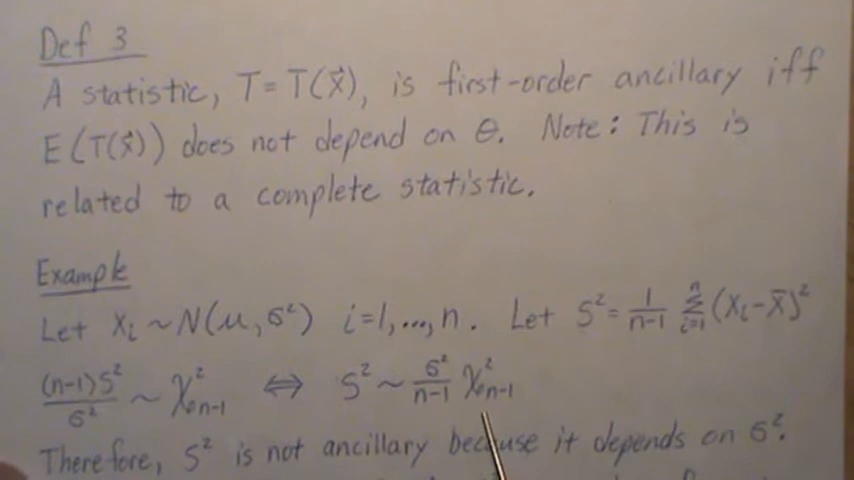 Def 3
A statistic, T = T(x⃗), is first-order ancillary iff
E(T(x⃗)) does not depend on θ. Note: This is
related to a complete statistic.
Example
Let Xᵢ ~ N(μ, σ²) i=1,...,n. Let S² = 1/(n-1) Σᵢ₌₁ⁿ (Xᵢ - X̄)²
(n-1)S²/σ² ~ χ²ₙ₋₁ ⇔ S² ~ σ²/(n-1) χ²ₙ₋₁
Therefore, S² is not ancillary because it depends on σ².